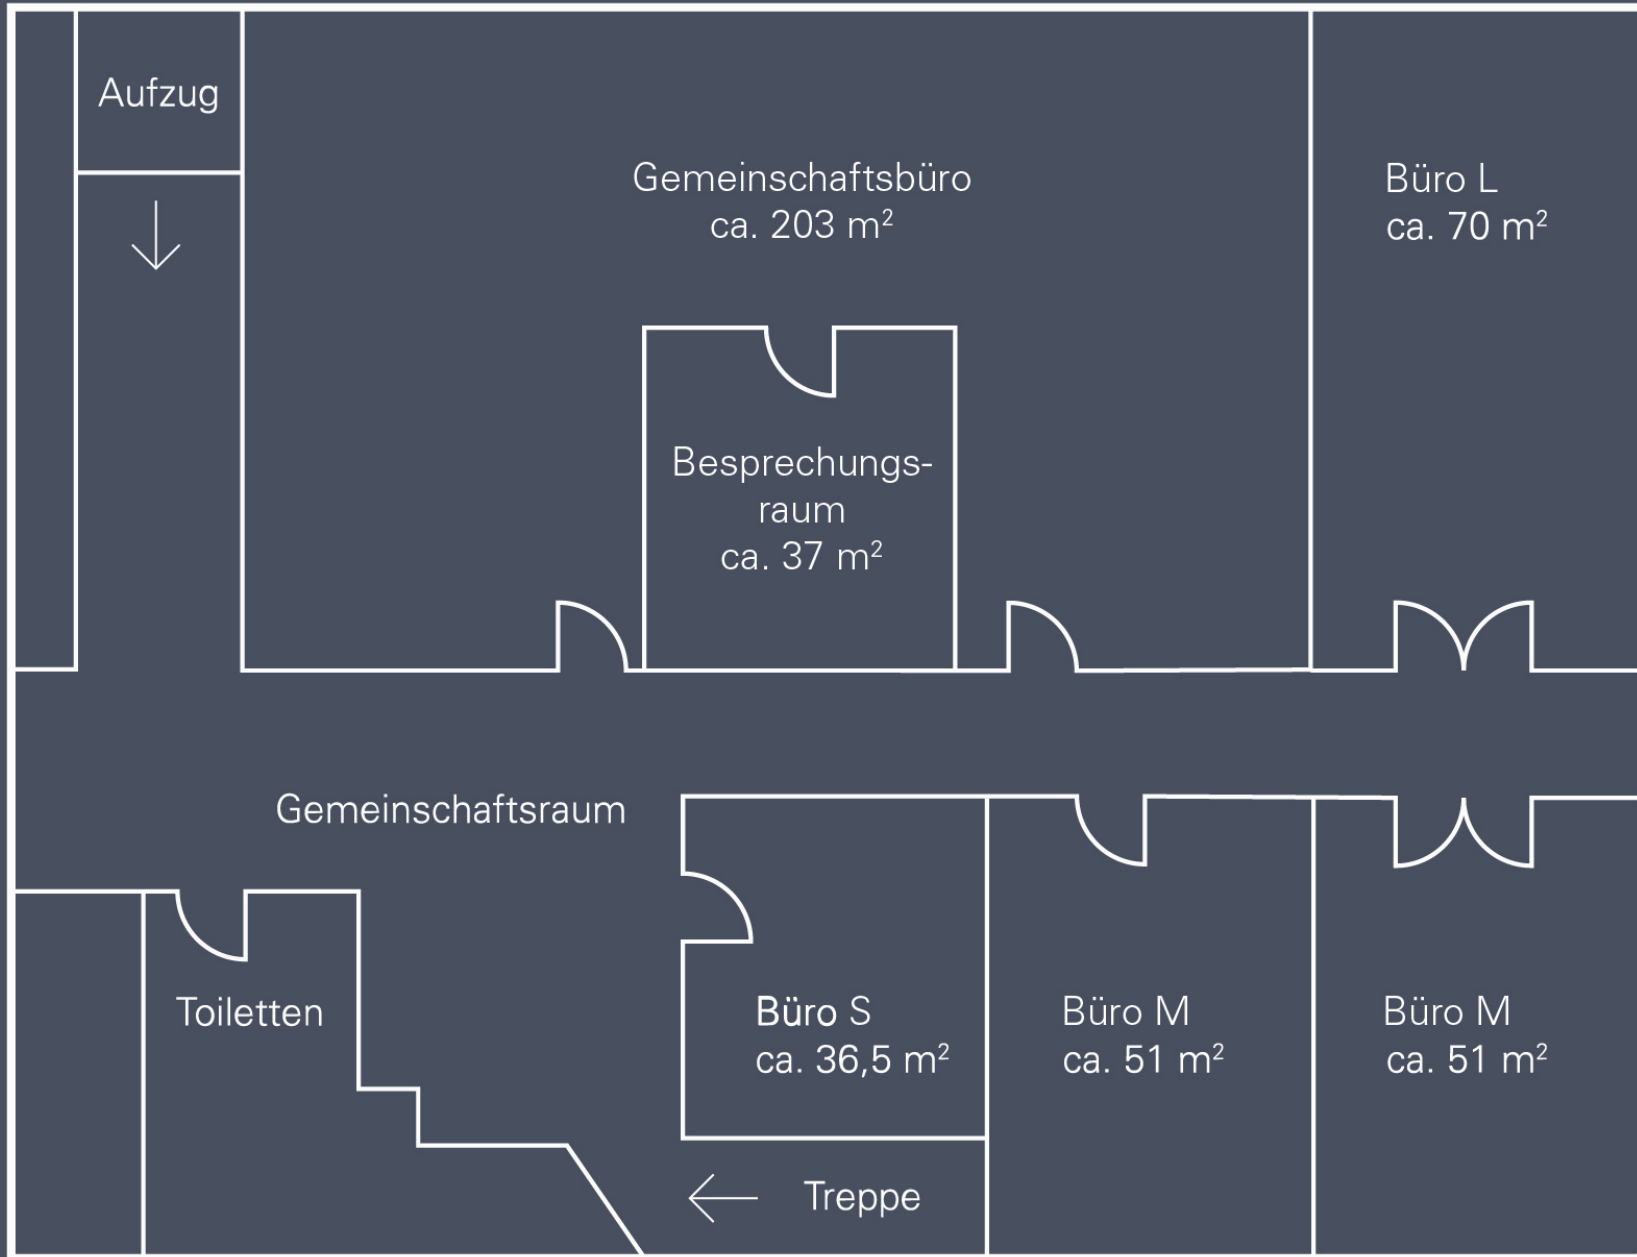 Aufzug
Gemeinschaftsbüro
ca. 203 m²
Büro L
ca. 70 m²
Besprechungs-
raum
ca. 37 m²
Gemeinschaftsraum
Toiletten
Büro S
ca. 36,5 m²
Büro M
ca. 51 m²
Büro M
ca. 51 m²
Treppe